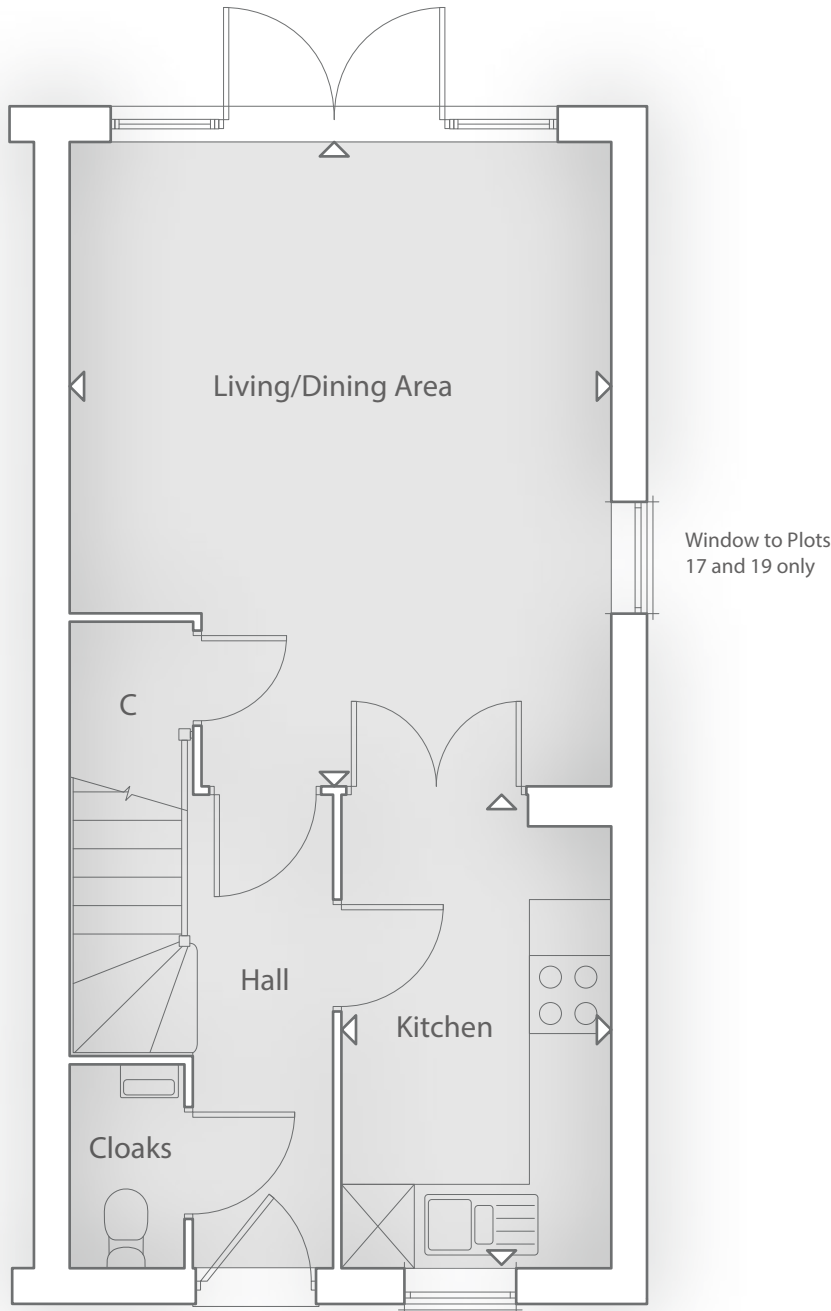 Living/Dining Area
Window to Plots
17 and 19 only
C
Hall
Kitchen
Cloaks